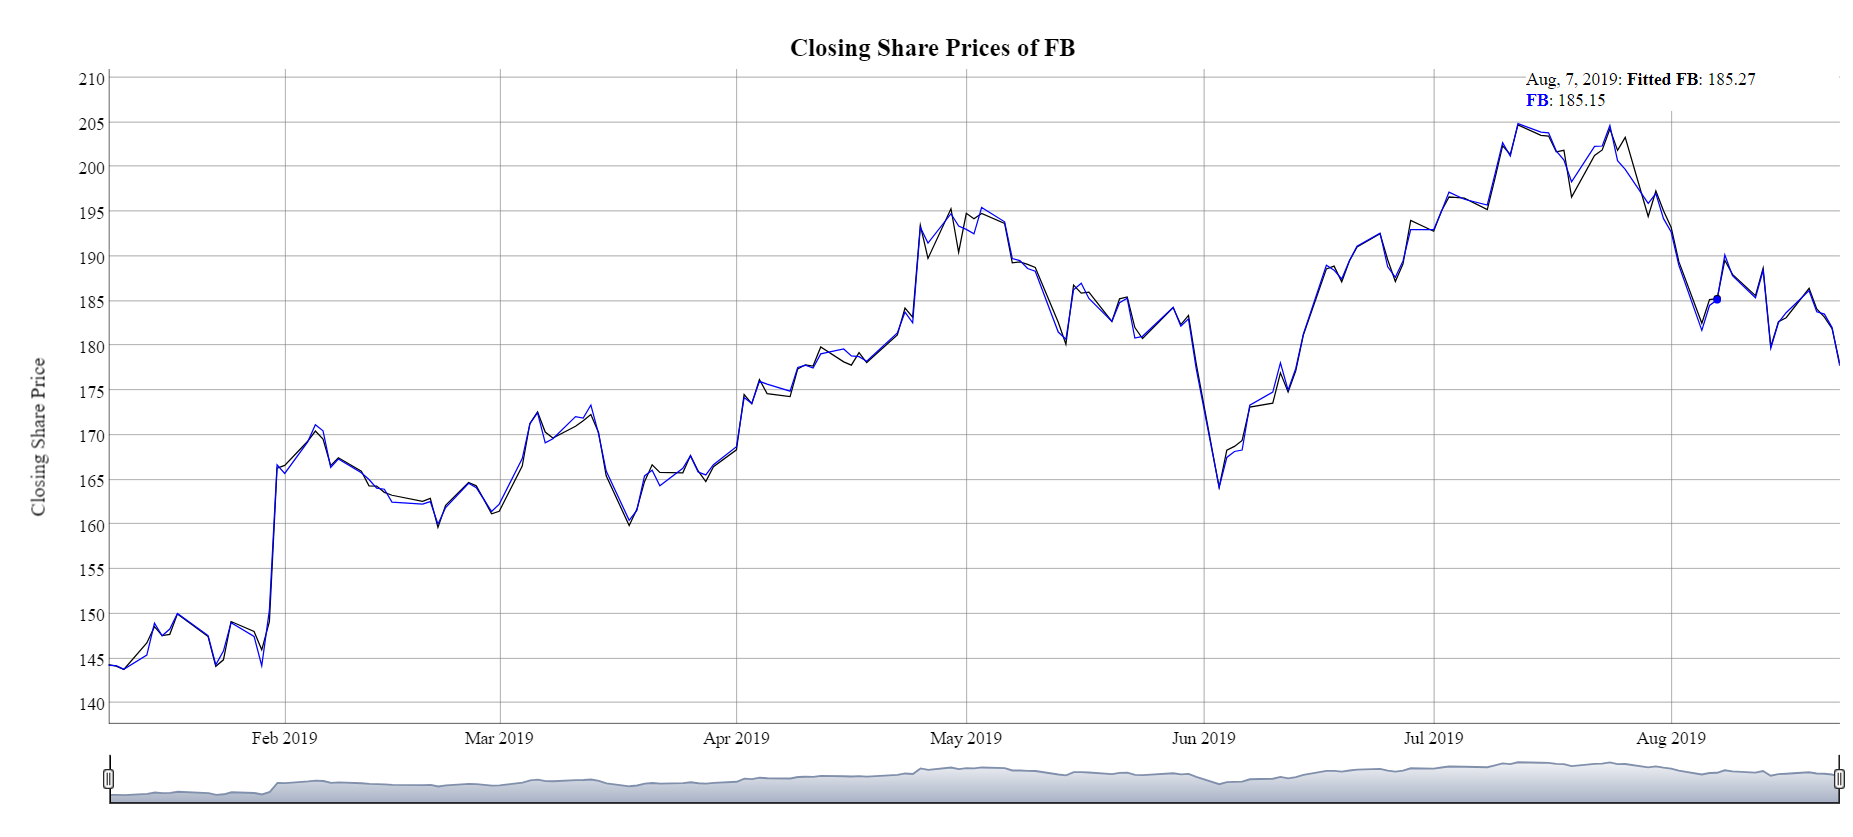 Closing Share Prices of FB
Aug, 7, 2019: Fitted FB: 185.27
FB: 185.15
210
205
200
195
190
185
180
175
170
165
160
155
150
145
140
Closing Share Price
Feb 2019
Mar 2019
Apr 2019
May 2019
Jun 2019
Jul 2019
Aug 2019